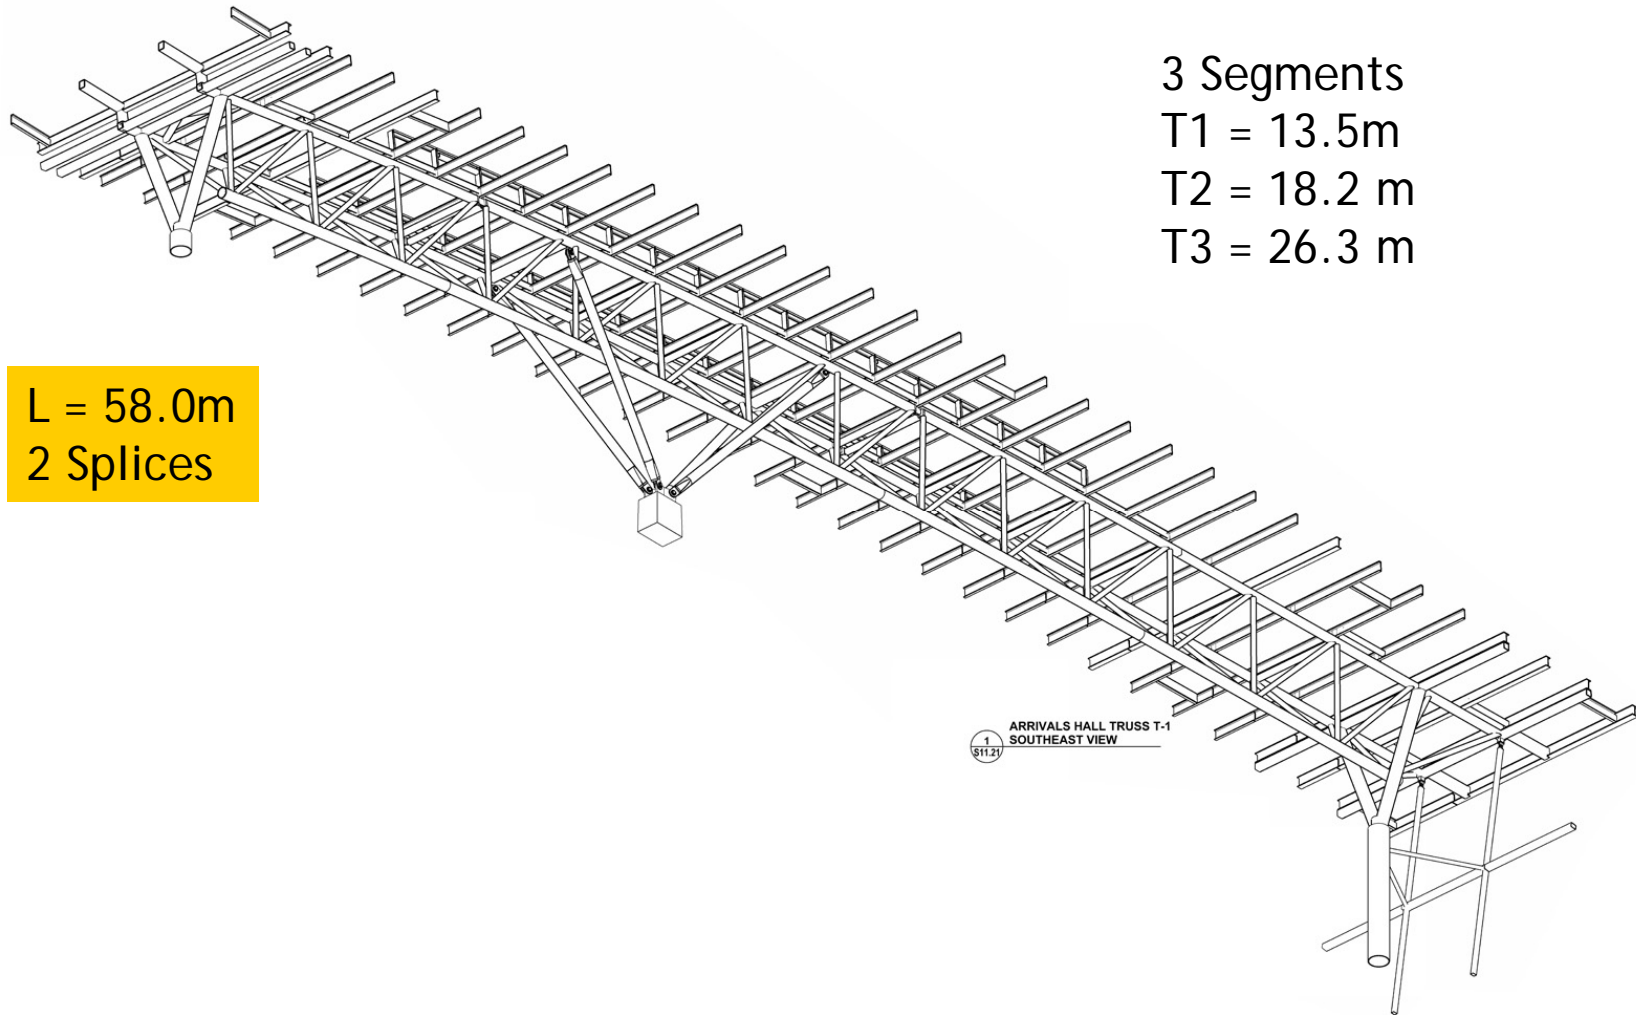 3 Segments
T1 = 13.5m
T2 = 18.2 m
T3 = 26.3 m
L = 58.0m
2 Splices
1
S11.21
ARRIVALS HALL TRUSS T-1
SOUTHEAST VIEW